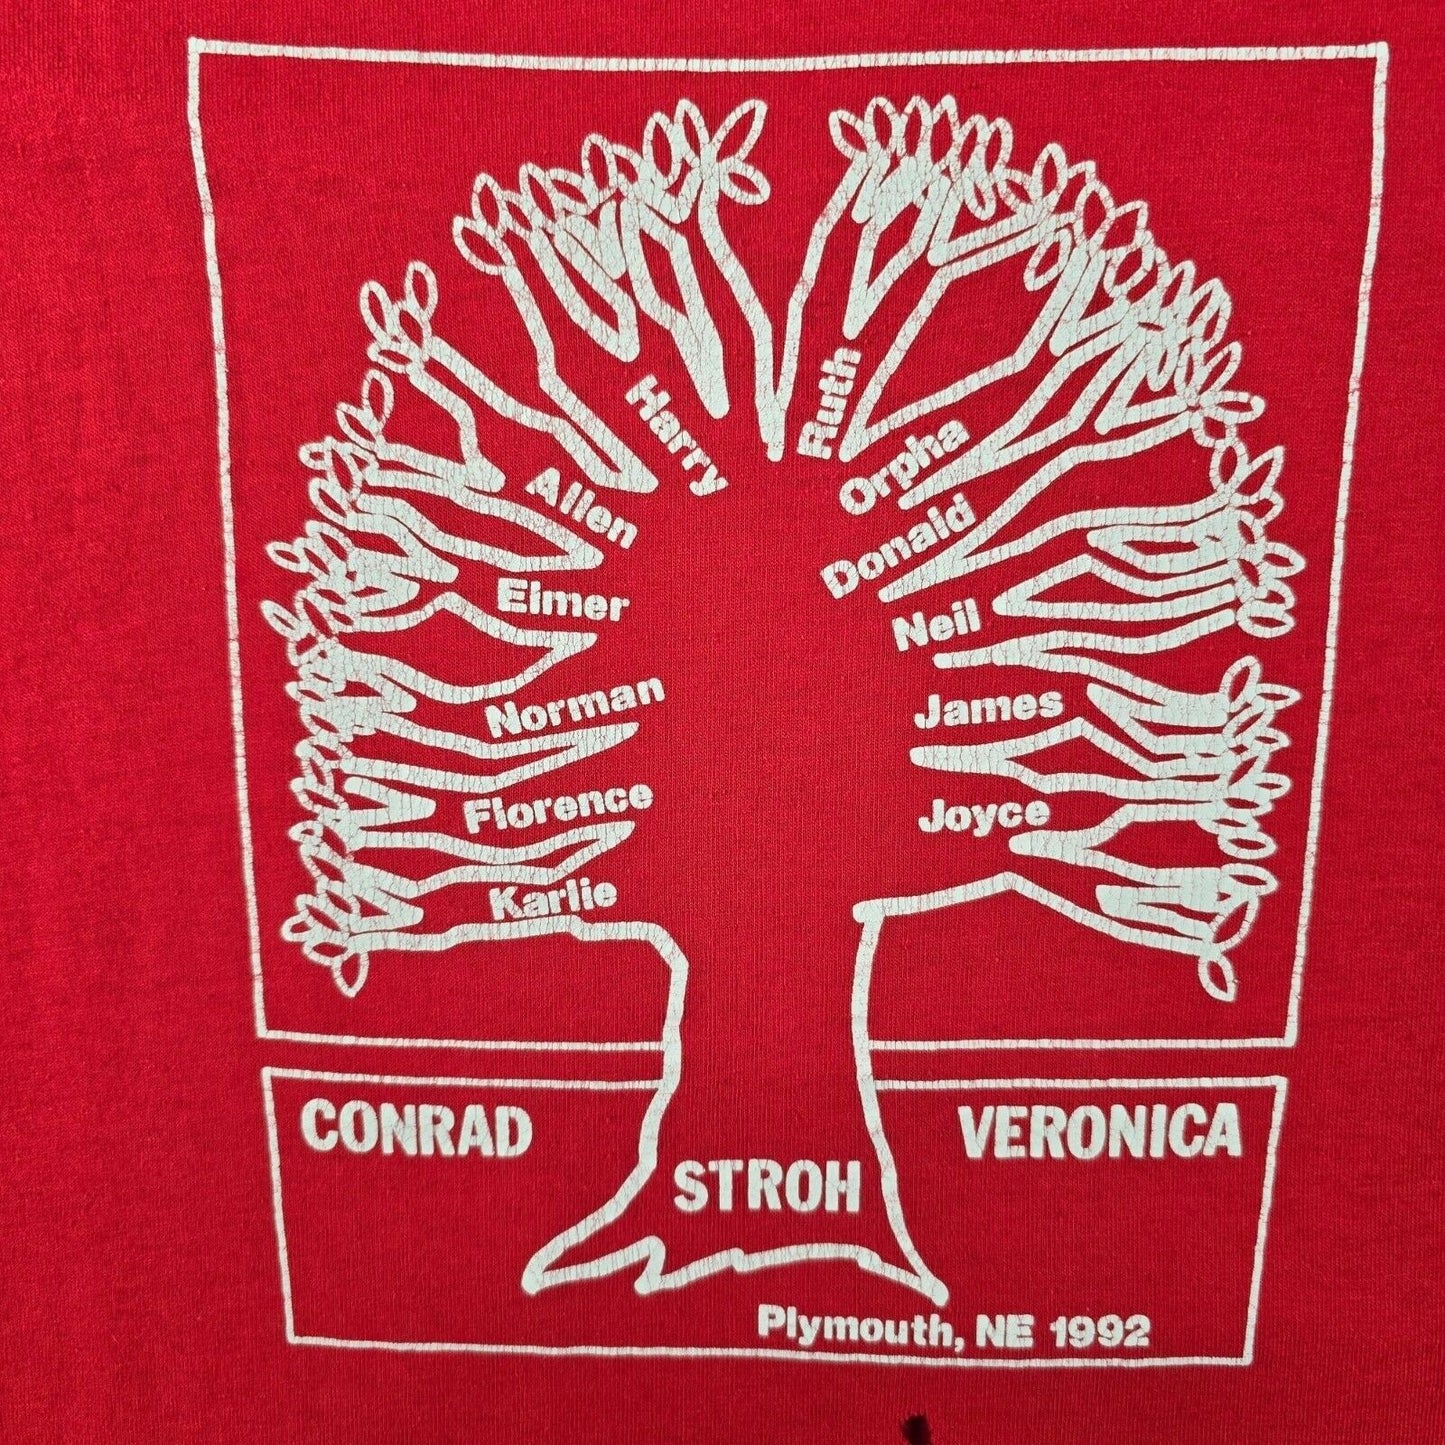 Harry
Ruth
Allen
Orpha
Donald
Elmer
Neil
Norman
James
Florence
Joyce
Karlie
CONRAD
VERONICA
STROH
Plymouth, NE 1992